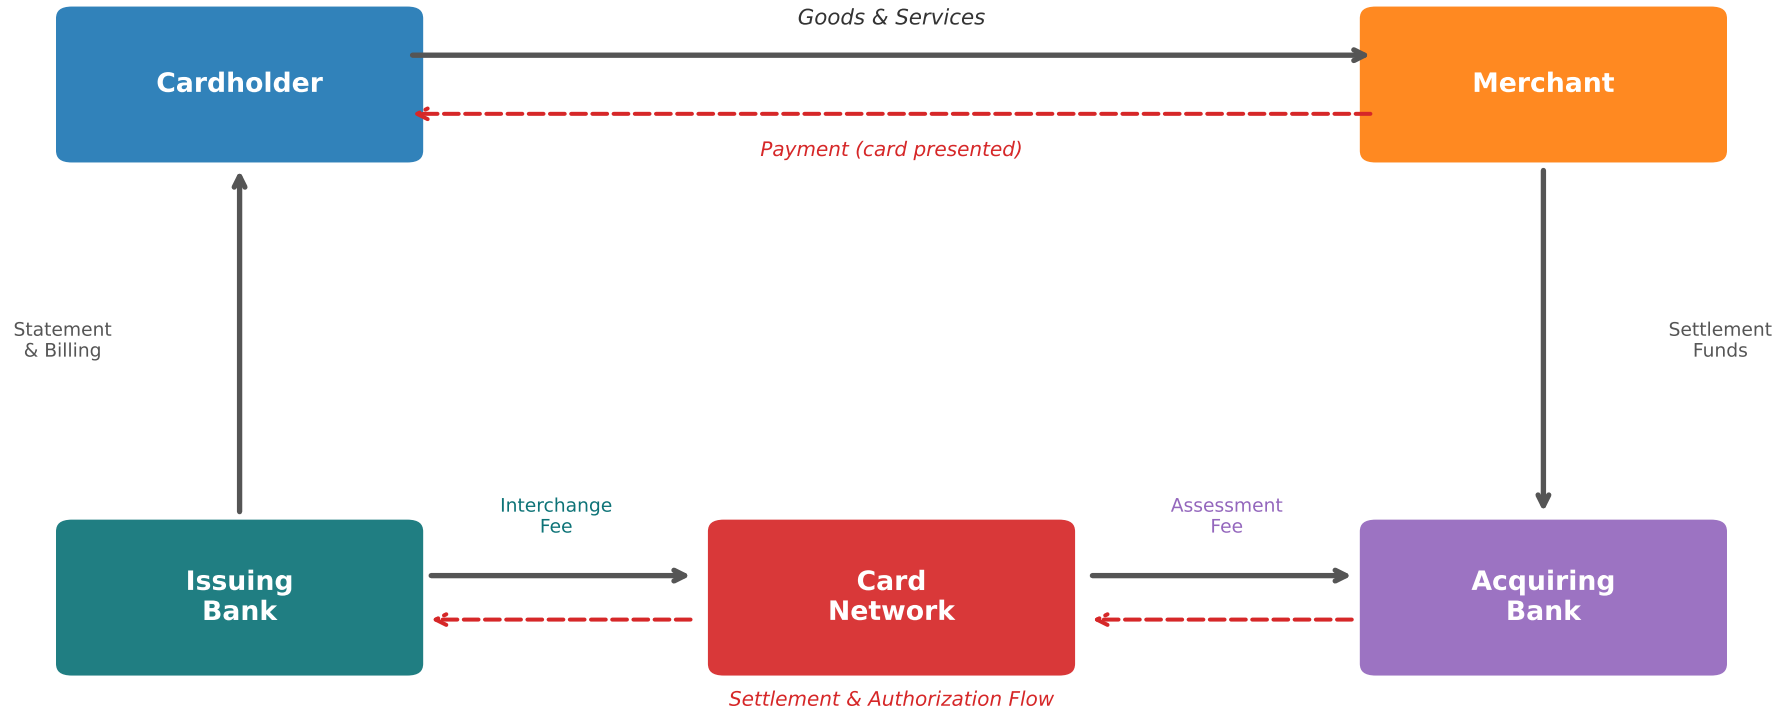 Goods & Services
Cardholder
Merchant
Payment (card presented)
Statement
& Billing
Settlement
Funds
Interchange
Fee
Assessment
Fee
Issuing
Bank
Card
Network
Acquiring
Bank
Settlement & Authorization Flow